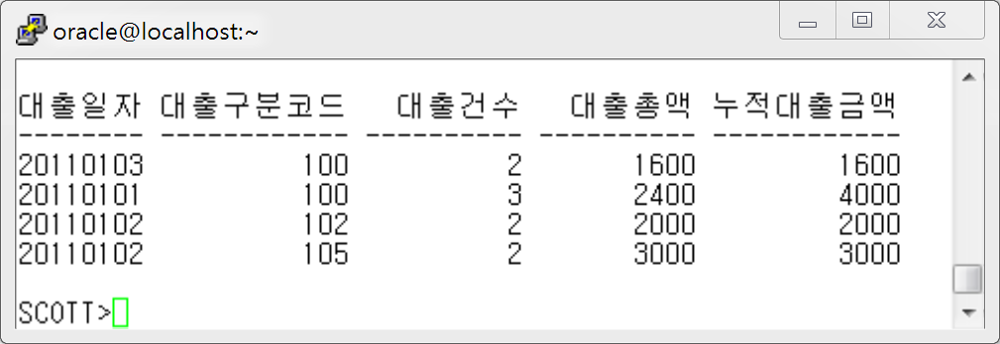 oracle@localhost:~
대출일자 대출구분코드 대출건수 대출총액 누적대출금액
-------- ------------ ---------- ---------- ------------
20110103 100 2 1600 1600
20110101 100 3 2400 4000
20110102 102 2 2000 2000
20110102 105 2 3000 3000
SCOTT>